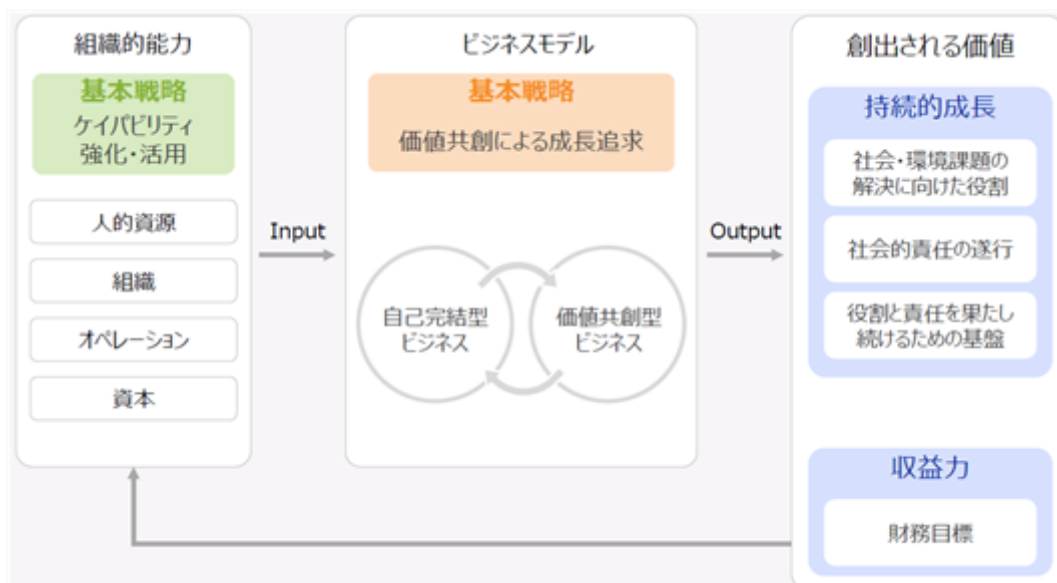 組織的能力
基本戦略
ケイパビリティ
強化・活用
人的資源
組織
オペレーション
資本
Input
ビジネスモデル
基本戦略
価値共創による成長追求
自己完結型
ビジネス
価値共創型
ビジネス
Output
創出される価値
持続的成長
社会・環境課題の
解決に向けた役割
社会的責任の遂行
役割と責任を果たし
続けるための基盤
収益力
財務目標